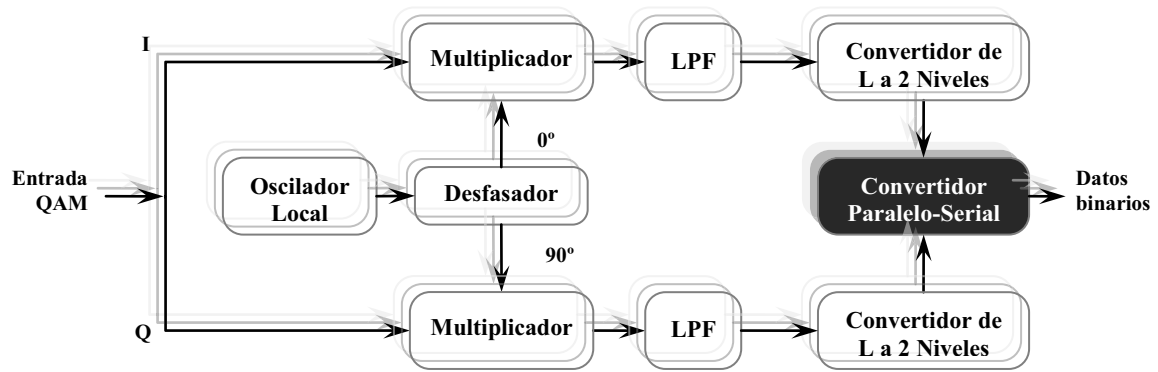 I
Multiplicador
LPF
Convertidor de
L a 2 Niveles
0º
Entrada
QAM
Oscilador
Local
Desfasador
Convertidor
Paralelo-Serial
Datos
binarios
90º
Q
Multiplicador
LPF
Convertidor de
L a 2 Niveles